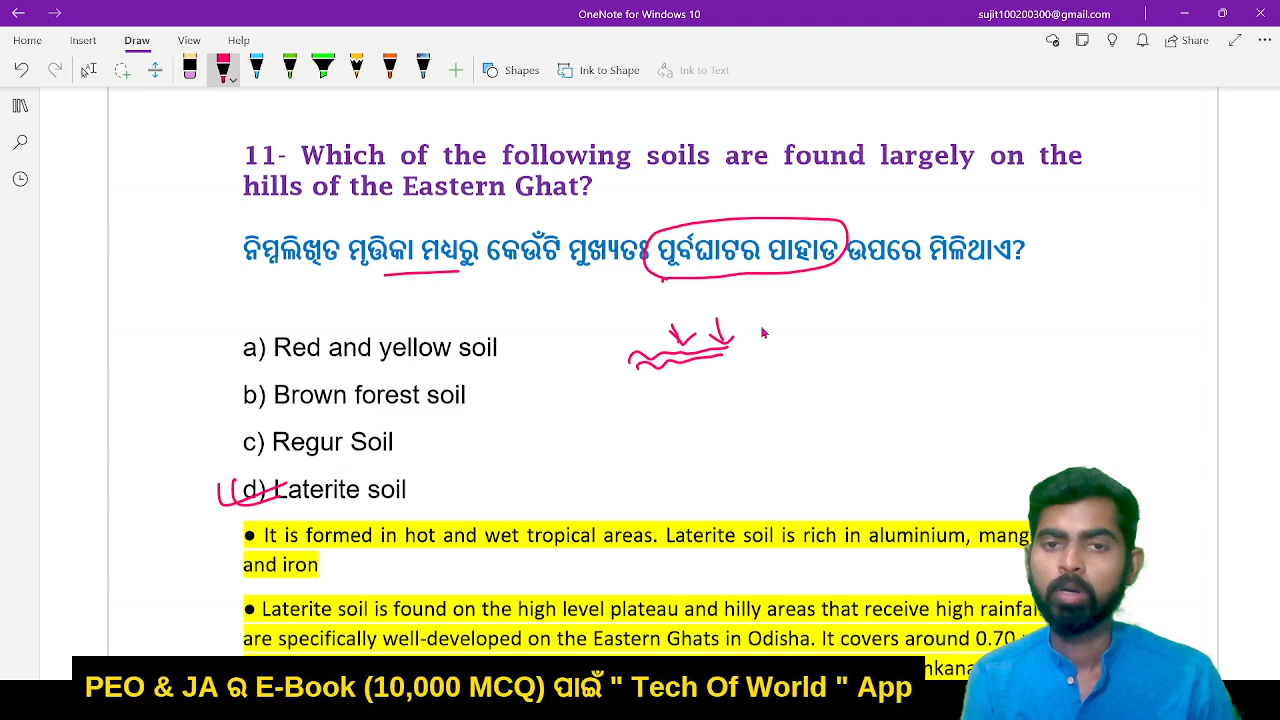 OneNote for Windows 10
sujit100200300@gmail.com
Home Insert Draw View Help
Share
Shapes Ink to Shape Ink to Text
11- Which of the following soils are found largely on the
hills of the Eastern Ghat?
ନିମ୍ନଲିଖିତ ମୃତ୍ତିକା ମଧ୍ୟରୁ କେଉଁଟି ମୁଖ୍ୟତଃ ପୂର୍ବଘାଟର ପାହାଡ ଉପରେ ମିଳିଥାଏ?
a) Red and yellow soil
b) Brown forest soil
c) Regur Soil
d) Laterite soil
● It is formed in hot and wet tropical areas. Laterite soil is rich in aluminium,
and iron
● Laterite soil is found on the high level plateau and hilly areas that receive high
are specifically well-developed on the Eastern Ghats in Odisha. It covers around 0.70
PEO & JA ର E-Book (10,000 MCQ) ପାଇଁ " Tech Of World " App